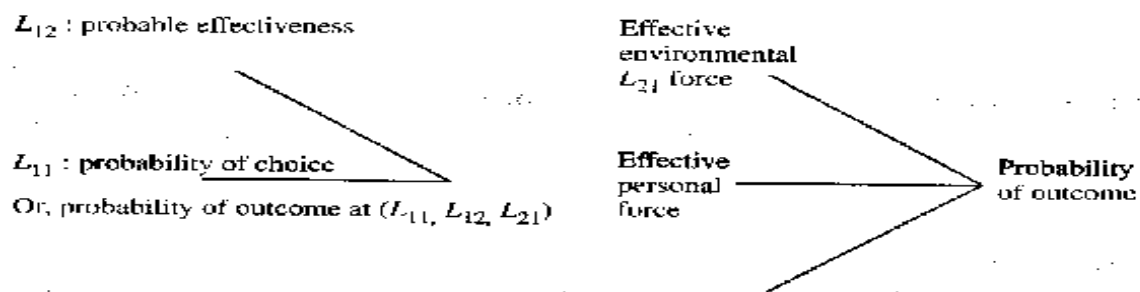 L12 : probable effectiveness
L11 : probability of choice
Or, probability of outcome at (L11, L12, L21)
Effective
environmental
L21 force
Effective
personal
force
Probability
of outcome